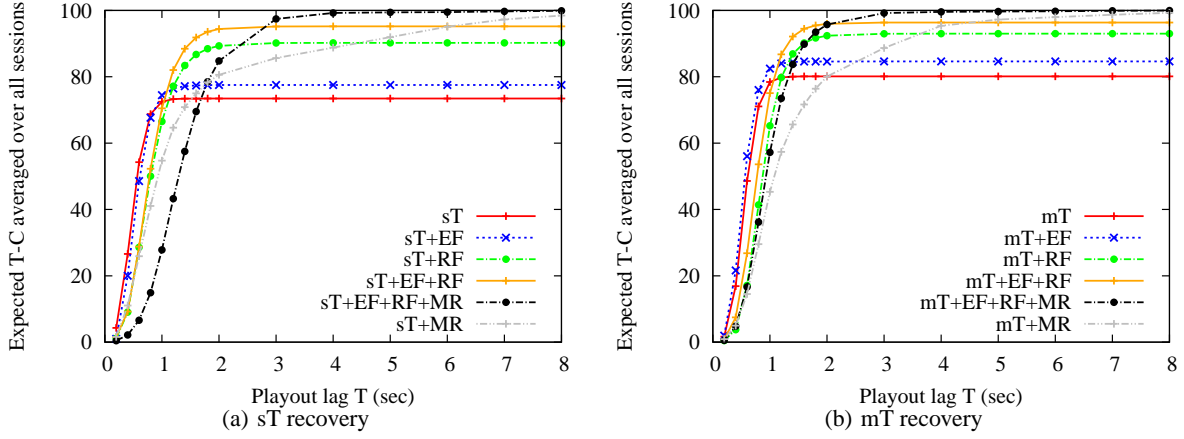 Expected T-C averaged over all sessions
100
80
60
40
20
0
0 1 2 3 4 5 6 7 8
Playout lag T (sec)
sT
sT+EF
sT+RF
sT+EF+RF
sT+EF+RF+MR
sT+MR
(a) sT recovery
Expected T-C averaged over all sessions
100
80
60
40
20
0
0 1 2 3 4 5 6 7 8
Playout lag T (sec)
mT
mT+EF
mT+RF
mT+EF+RF
mT+EF+RF+MR
mT+MR
(b) mT recovery